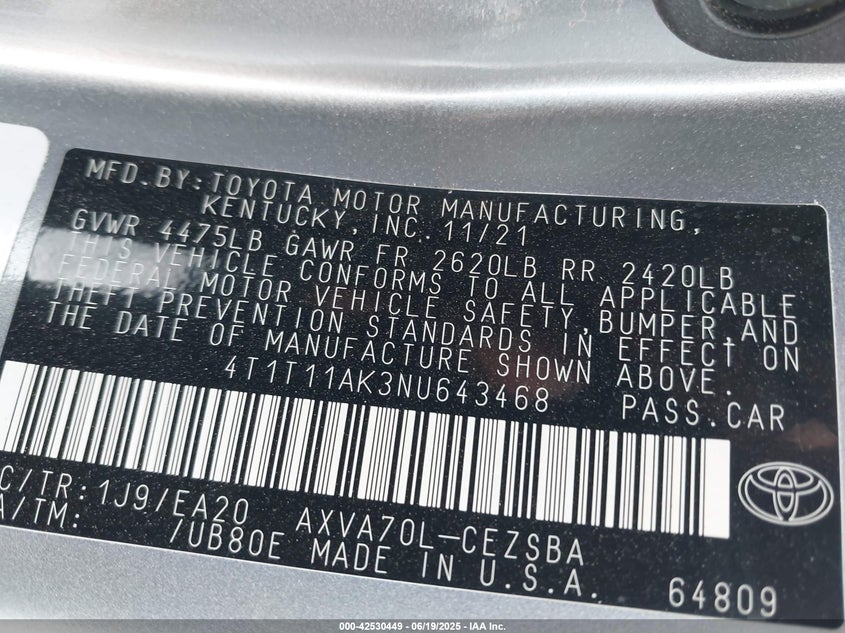 MFD.BY:TOYOTA MOTOR MANUFACTURING,
KENTUCKY,INC. 11/21
GVWR 4475LB GAWR FR 2620LB RR 2420LB
THIS VEHICLE CONFORMS TO ALL APPLICABLE
FEDERAL MOTOR VEHICLE SAFETY,BUMPER,AND
THEFT PREVENTION STANDARDS IN EFFECT ON
THE DATE OF MANUFACTURE SHOWN ABOVE.
4T1T11AK3NU643468 PASS.CAR
C/TR: 1J9/EA20 AXVA70L-CEZSBA
A/TM: /UB80E MADE IN U.S.A. 64809
000-42530449 - 06/19/2025 - IAA Inc.